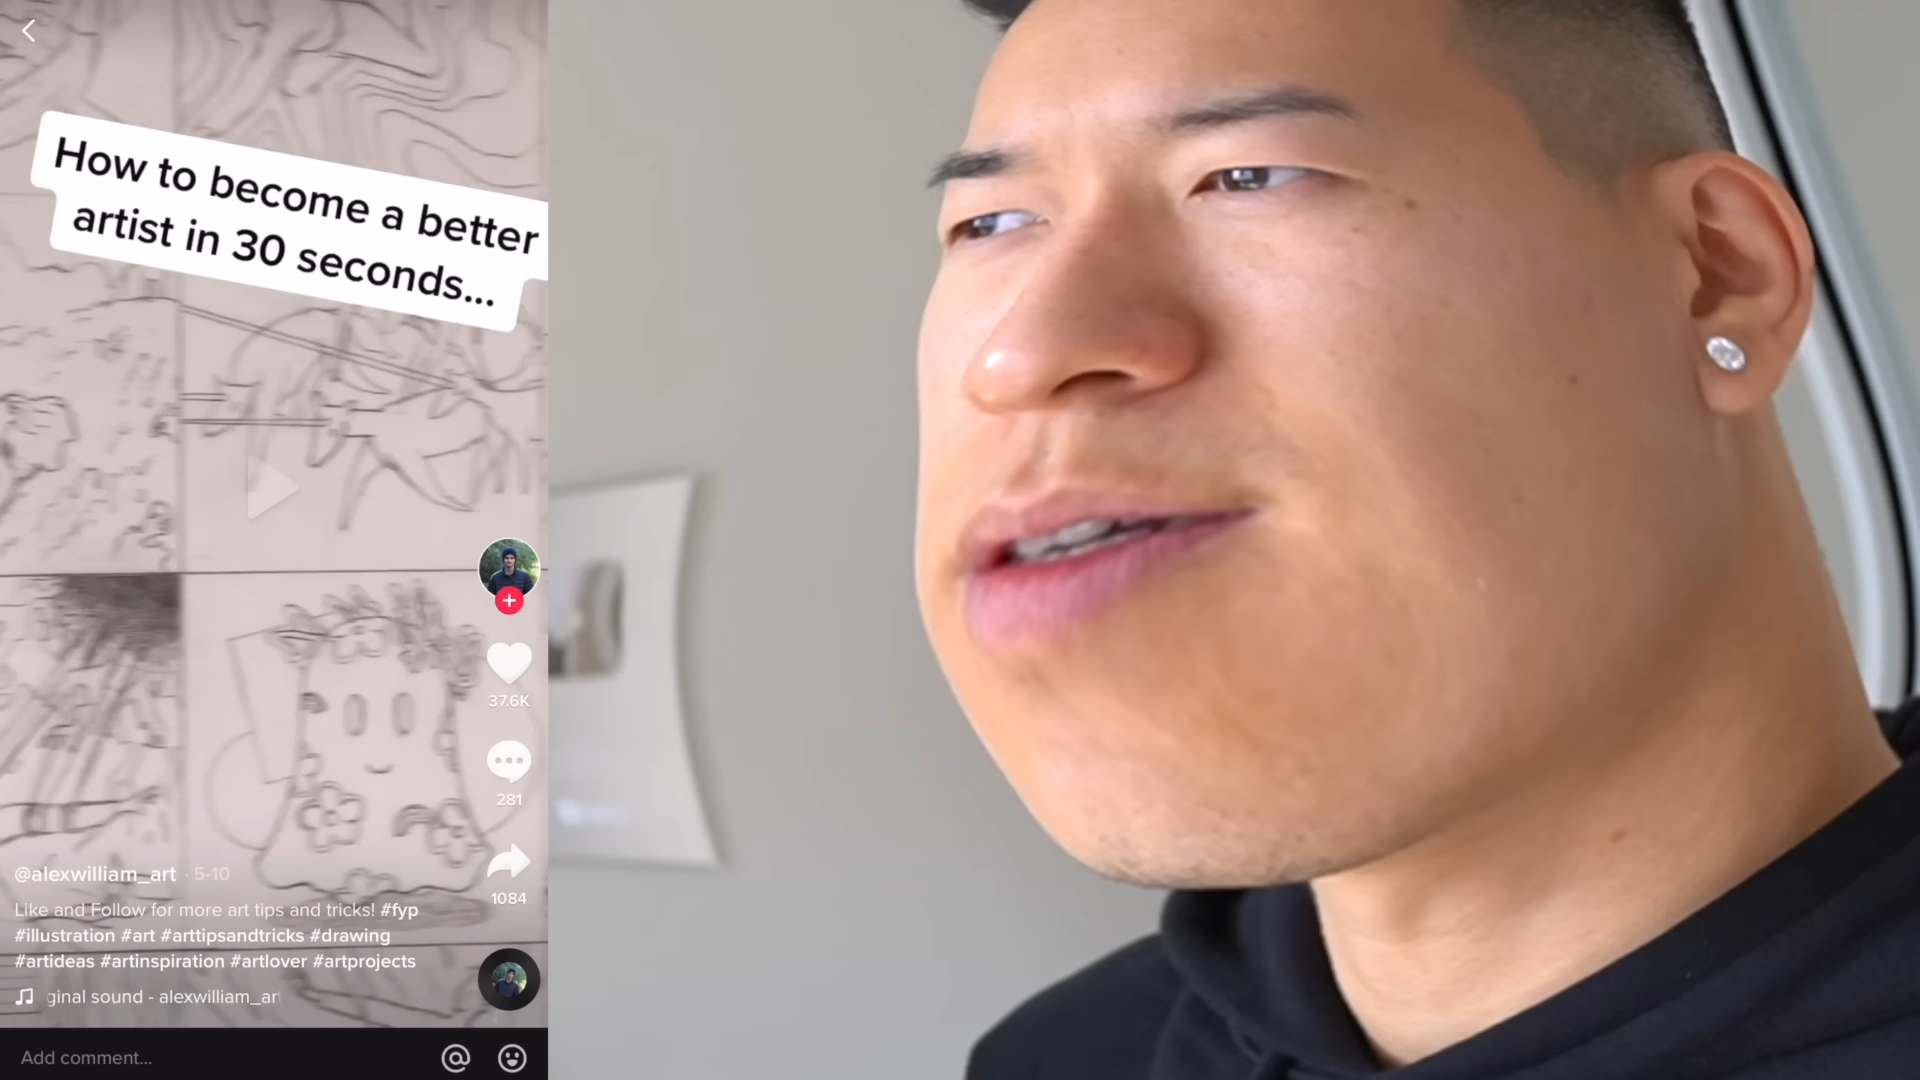 How to become a better
artist in 30 seconds...
37.6K
281
1084
@alexwilliam_art · 5-10
Like and Follow for more art tips and tricks! #fyp
#illustration #art #arttipsandtricks #drawing
#artideas #artinspiration #artlover #artprojects
ginal sound - alexwilliam_ar
Add comment...